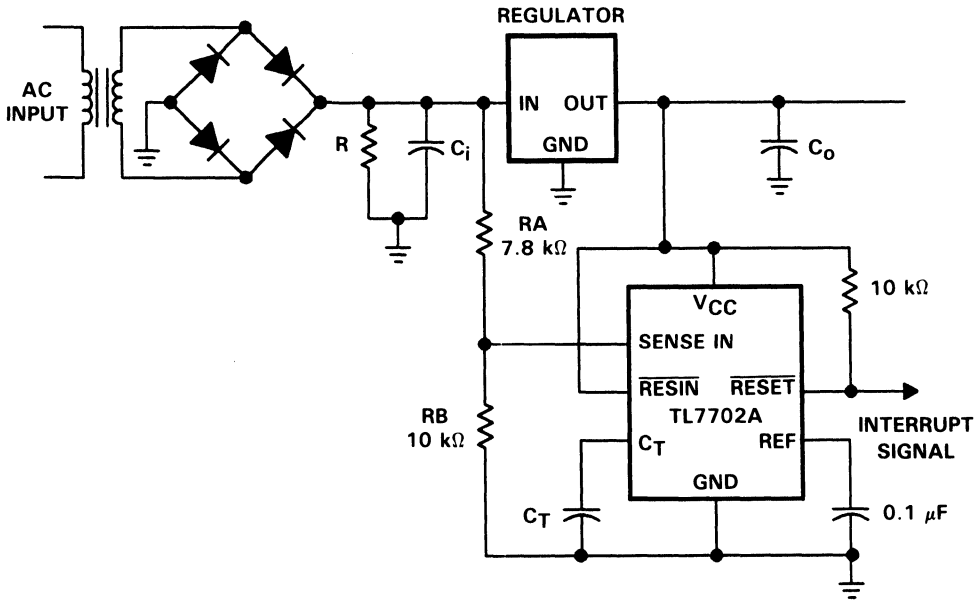 REGULATOR
AC
INPUT
IN OUT
GND
R
Ci
Co
RA
7.8 kΩ
10 kΩ
VCC
SENSE IN
RESIN
RESET
TL7702A
INTERRUPT
SIGNAL
RB
10 kΩ
CT
REF
GND
CT
0.1 μF